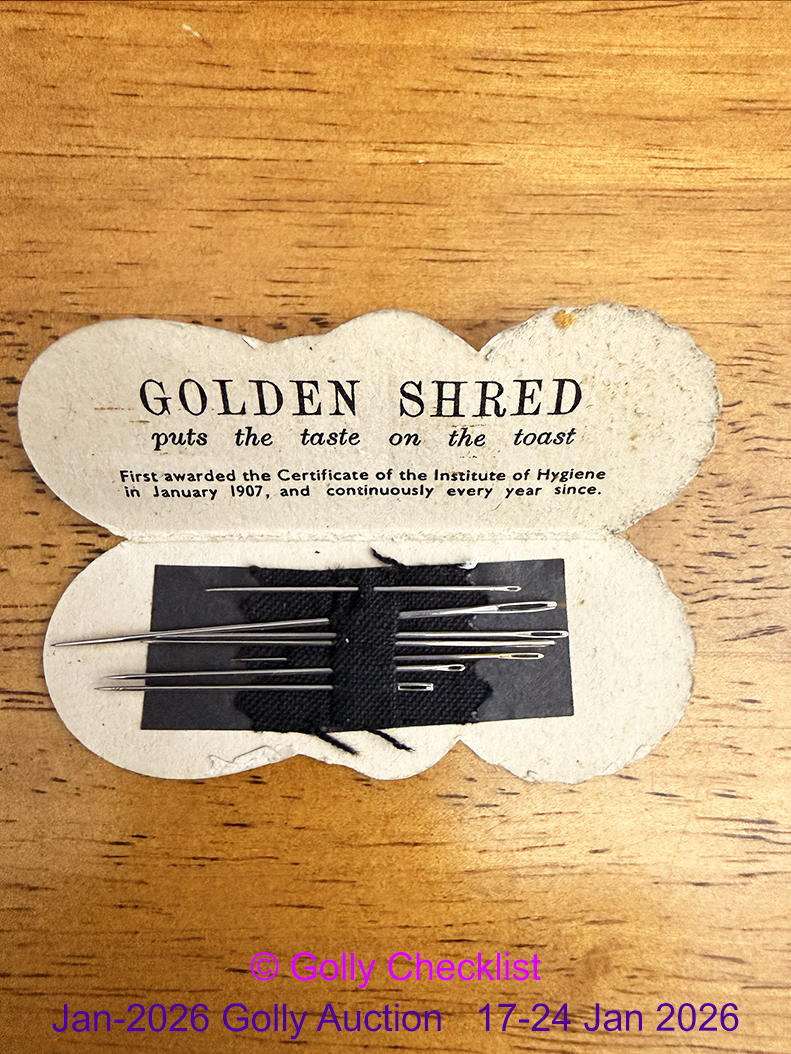 GOLDEN SHRED
puts the taste on the toast
First awarded the Certificate of the Institute of Hygiene
in January 1907, and continuously every year since.
© Golly Checklist
Jan-2026 Golly Auction 17-24 Jan 2026